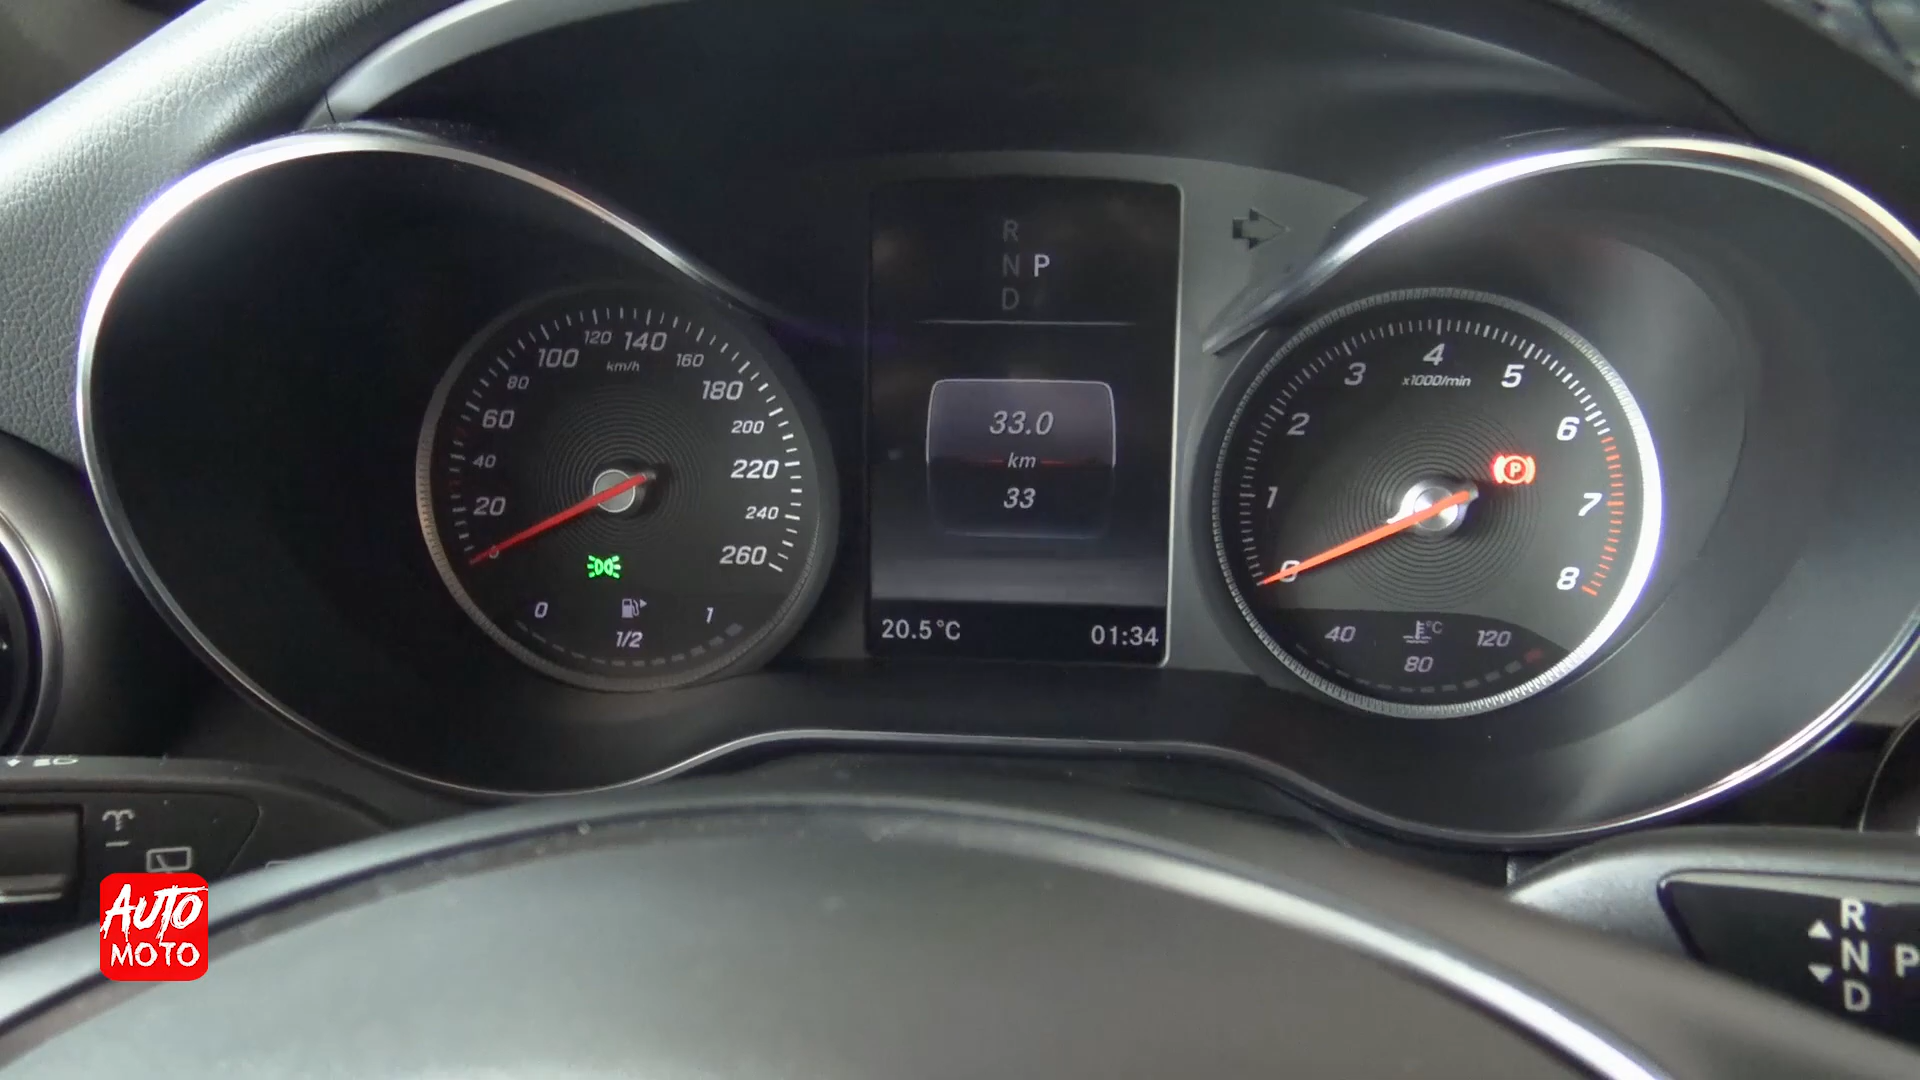 R
N P
D
120 140
100 160
km/h
80 180
60 200
40 220
20 240
0 260
0 1
1/2
33.0
km
33
20.5°C 01:34
4
3 5
x1000/min
2 6
P
1 7
0 8
°C
40 120
80
R
N P
D
AUTO
MOTO